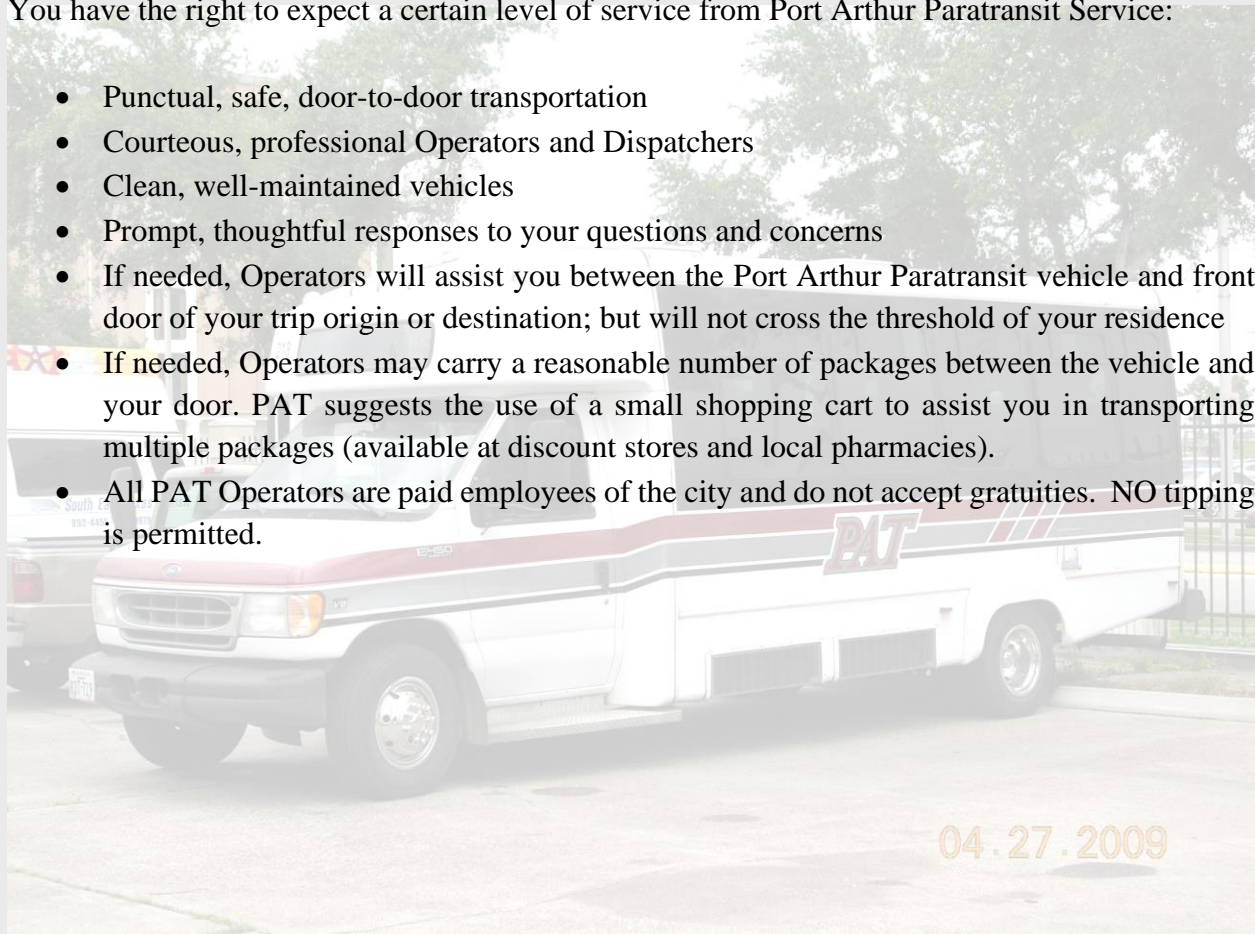 You have the right to expect a certain level of service from Port Arthur Paratransit Service:
• Punctual, safe, door-to-door transportation
• Courteous, professional Operators and Dispatchers
• Clean, well-maintained vehicles
• Prompt, thoughtful responses to your questions and concerns
• If needed, Operators will assist you between the Port Arthur Paratransit vehicle and front
door of your trip origin or destination; but will not cross the threshold of your residence
• If needed, Operators may carry a reasonable number of packages between the vehicle and
your door. PAT suggests the use of a small shopping cart to assist you in transporting
multiple packages (available at discount stores and local pharmacies).
• All PAT Operators are paid employees of the city and do not accept gratuities.  NO tipping
is permitted.
South
E450
PAT
04.27.2009